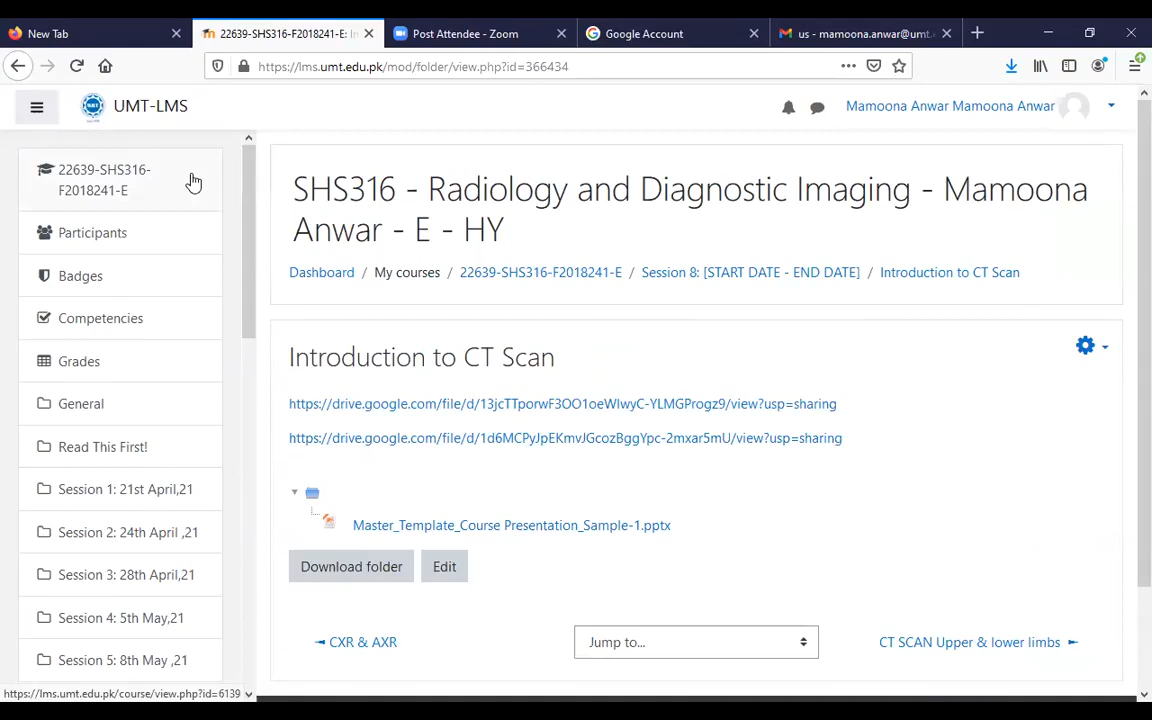 New Tab
22639-SHS316-F2018241-E: In
Post Attendee - Zoom
Google Account
us - mamoona.anwar@umt.
https://lms.umt.edu.pk/mod/folder/view.php?id=366434
UMT-LMS
Mamoona Anwar Mamoona Anwar
22639-SHS316-
F2018241-E
Participants
Badges
Competencies
Grades
General
Read This First!
Session 1: 21st April,21
Session 2: 24th April ,21
Session 3: 28th April,21
Session 4: 5th May,21
Session 5: 8th May ,21
https://lms.umt.edu.pk/course/view.php?id=6139
SHS316 - Radiology and Diagnostic Imaging - Mamoona
Anwar - E - HY
Dashboard / My courses / 22639-SHS316-F2018241-E / Session 8: [START DATE - END DATE] / Introduction to CT Scan
Introduction to CT Scan
https://drive.google.com/file/d/13jcTTporwF3OO1oeWIwyC-YLMGProgz9/view?usp=sharing
https://drive.google.com/file/d/1d6MCPyJpEKmvJGcozBggYpc-2mxar5mU/view?usp=sharing
Master_Template_Course Presentation_Sample-1.pptx
Download folder
Edit
◄ CXR & AXR
Jump to...
CT SCAN Upper & lower limbs ►